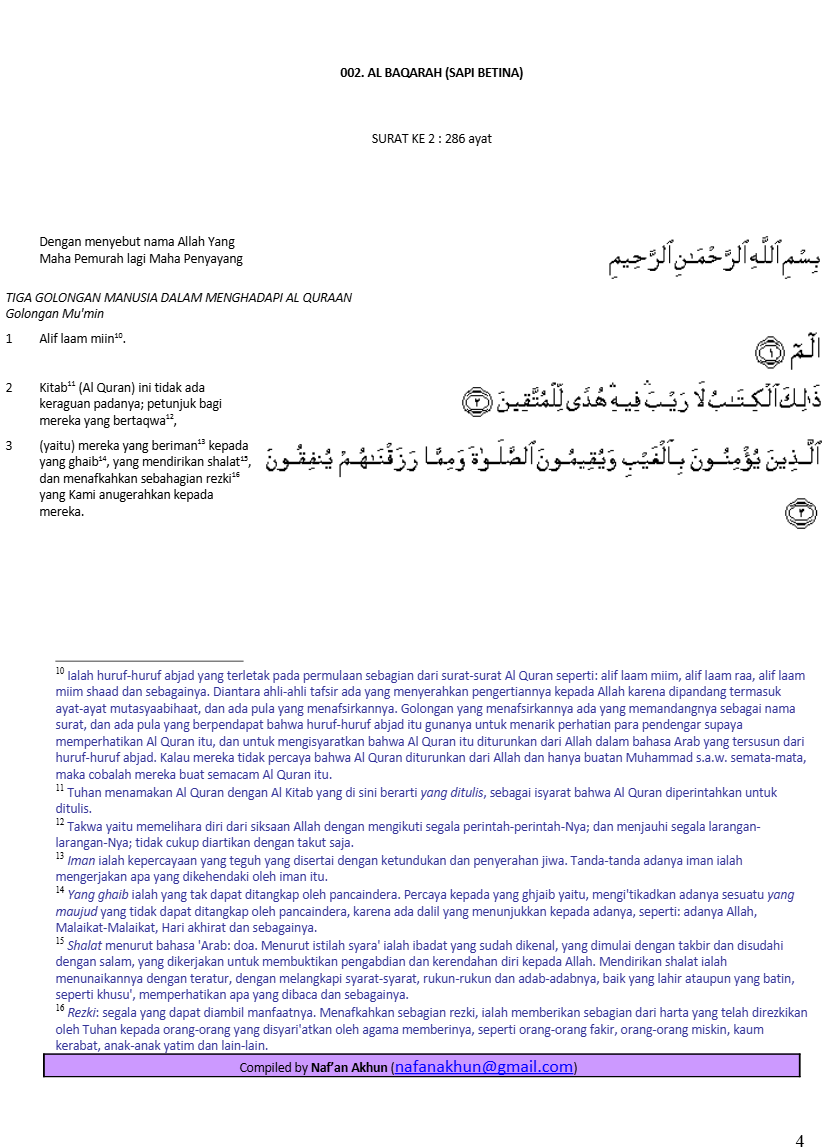 002. AL BAQARAH (SAPI BETINA)
SURAT KE 2 : 286 ayat
Dengan menyebut nama Allah Yang
Maha Pemurah lagi Maha Penyayang
بِسْمِ ٱللَّهِ ٱلرَّحْمَـٰنِ ٱلرَّحِيمِ
TIGA GOLONGAN MANUSIA DALAM MENGHADAPI AL QURAAN
Golongan Mu'min
1 Alif laam miin¹⁰.
الٓمٓ ١
2 Kitab¹¹ (Al Quran) ini tidak ada
keraguan padanya; petunjuk bagi
mereka yang bertaqwa¹²,
ذَٰلِكَ ٱلْكِتَـٰبُ لَا رَيْبَ ۛ فِيهِ ۛ هُدًى لِّلْمُتَّقِينَ ٢
3 (yaitu) mereka yang beriman¹³ kepada
yang ghaib¹⁴, yang mendirikan shalat¹⁵,
dan menafkahkan sebahagian rezki¹⁶
yang Kami anugerahkan kepada
mereka.
ٱلَّذِينَ يُؤْمِنُونَ بِٱلْغَيْبِ وَيُقِيمُونَ ٱلصَّلَوٰةَ وَمِمَّا رَزَقْنَـٰهُمْ يُنفِقُونَ
٣
¹⁰ Ialah huruf-huruf abjad yang terletak pada permulaan sebagian dari surat-surat Al Quran seperti: alif laam miim, alif laam raa, alif laam
miim shaad dan sebagainya. Diantara ahli-ahli tafsir ada yang menyerahkan pengertiannya kepada Allah karena dipandang termasuk
ayat-ayat mutasyaabihaat, dan ada pula yang menafsirkannya. Golongan yang menafsirkannya ada yang memandangnya sebagai nama
surat, dan ada pula yang berpendapat bahwa huruf-huruf abjad itu gunanya untuk menarik perhatian para pendengar supaya
memperhatikan Al Quran itu, dan untuk mengisyaratkan bahwa Al Quran itu diturunkan dari Allah dalam bahasa Arab yang tersusun dari
huruf-huruf abjad. Kalau mereka tidak percaya bahwa Al Quran diturunkan dari Allah dan hanya buatan Muhammad s.a.w. semata-mata,
maka cobalah mereka buat semacam Al Quran itu.
¹¹ Tuhan menamakan Al Quran dengan Al Kitab yang di sini berarti yang ditulis, sebagai isyarat bahwa Al Quran diperintahkan untuk
ditulis.
¹² Takwa yaitu memelihara diri dari siksaan Allah dengan mengikuti segala perintah-perintah-Nya; dan menjauhi segala larangan-
larangan-Nya; tidak cukup diartikan dengan takut saja.
¹³ Iman ialah kepercayaan yang teguh yang disertai dengan ketundukan dan penyerahan jiwa. Tanda-tanda adanya iman ialah
mengerjakan apa yang dikehendaki oleh iman itu.
¹⁴ Yang ghaib ialah yang tak dapat ditangkap oleh pancaindera. Percaya kepada yang ghjaib yaitu, mengi'tikadkan adanya sesuatu yang
maujud yang tidak dapat ditangkap oleh pancaindera, karena ada dalil yang menunjukkan kepada adanya, seperti: adanya Allah,
Malaikat-Malaikat, Hari akhirat dan sebagainya.
¹⁵ Shalat menurut bahasa 'Arab: doa. Menurut istilah syara' ialah ibadat yang sudah dikenal, yang dimulai dengan takbir dan disudahi
dengan salam, yang dikerjakan untuk membuktikan pengabdian dan kerendahan diri kepada Allah. Mendirikan shalat ialah
menunaikannya dengan teratur, dengan melangkapi syarat-syarat, rukun-rukun dan adab-adabnya, baik yang lahir ataupun yang batin,
seperti khusu', memperhatikan apa yang dibaca dan sebagainya.
¹⁶ Rezki: segala yang dapat diambil manfaatnya. Menafkahkan sebagian rezki, ialah memberikan sebagian dari harta yang telah direzkikan
oleh Tuhan kepada orang-orang yang disyari'atkan oleh agama memberinya, seperti orang-orang fakir, orang-orang miskin, kaum
kerabat, anak-anak yatim dan lain-lain.
Compiled by Naf'an Akhun (nafanakhun@gmail.com)
4